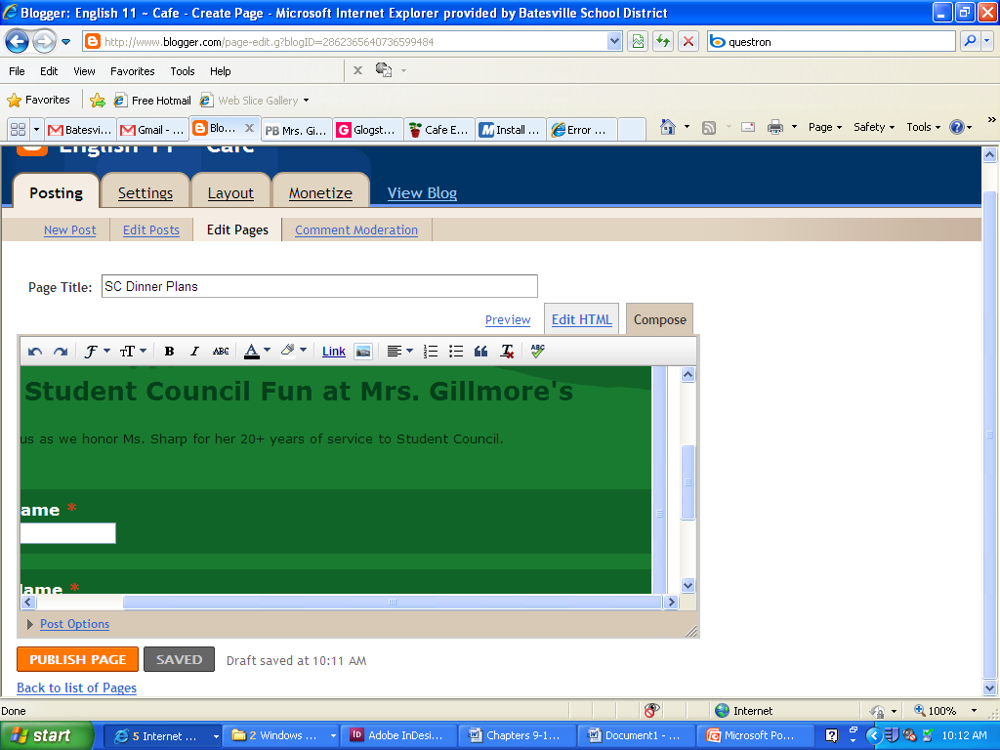 Blogger: English 11 ~ Cafe - Create Page - Microsoft Internet Explorer provided by Batesville School District
http://www.blogger.com/page-edit.g?blogID=2862365640736599484
questron
File Edit View Favorites Tools Help
X
Favorites Free Hotmail Web Slice Gallery
Batesvi... Gmail - ... Blo... X PB Mrs. Gi... G Glogst... Cafe E... M Install ... Error ... Page Safety Tools »
English 11 ~ Cafe
Posting Settings Layout Monetize View Blog
New Post Edit Posts Edit Pages Comment Moderation
Page Title: SC Dinner Plans
Preview Edit HTML Compose
F TT B I ABC A Link ABC
Student Council Fun at Mrs. Gillmore's
us as we honor Ms. Sharp for her 20+ years of service to Student Council.
ame *
lame *
Post Options
PUBLISH PAGE SAVED Draft saved at 10:11 AM
Back to list of Pages
Done Internet 100%
start 5 Internet ... 2 Windows ... Id Adobe InDesi... Chapters 9-1... Document1 - ... Microsoft Po... 10:12 AM